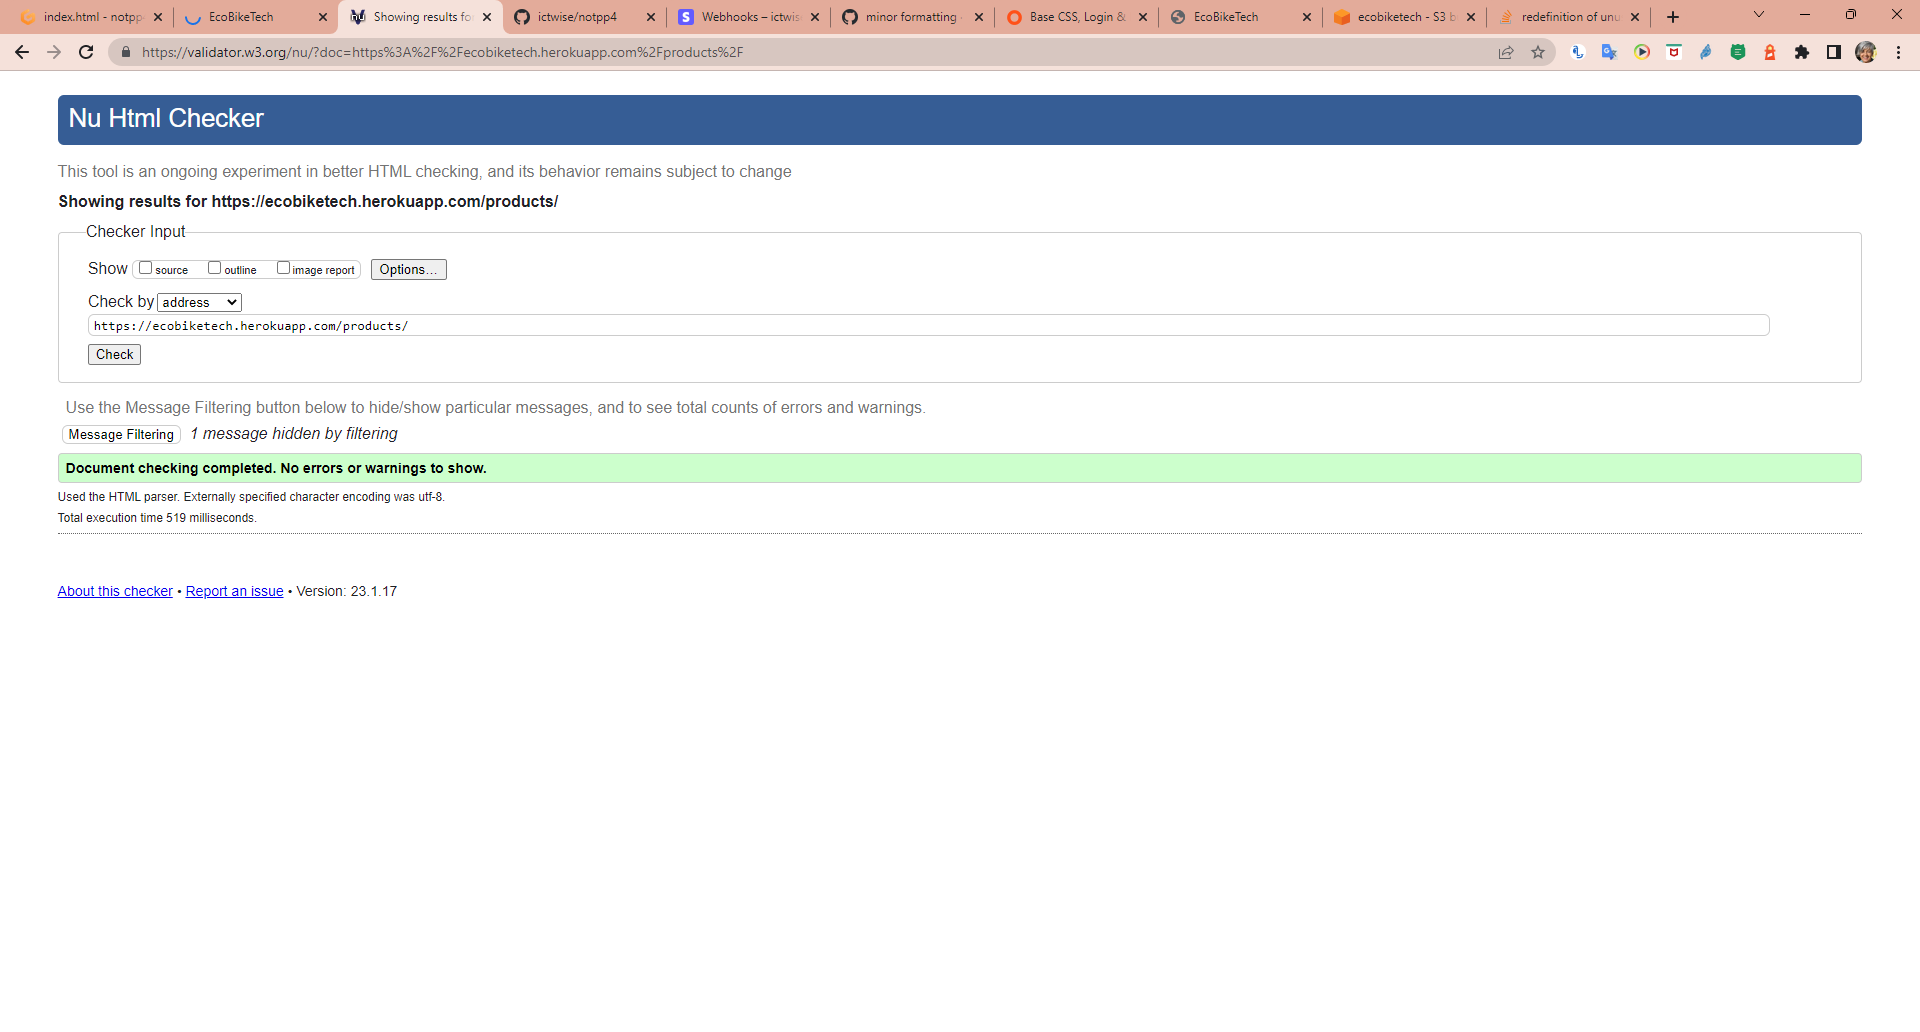 index.html - notpp
EcoBikeTech
Showing results fo
ictwise/notpp4
Webhooks – ictwis
minor formatting
Base CSS, Login &
EcoBikeTech
ecobiketech - S3 b
redefinition of unu
https://validator.w3.org/nu/?doc=https%3A%2F%2Fecobiketech.herokuapp.com%2Fproducts%2F
Nu Html Checker
This tool is an ongoing experiment in better HTML checking, and its behavior remains subject to change
Showing results for https://ecobiketech.herokuapp.com/products/
Checker Input
Show source outline image report Options...
Check by address
https://ecobiketech.herokuapp.com/products/
Check
Use the Message Filtering button below to hide/show particular messages, and to see total counts of errors and warnings.
Message Filtering 1 message hidden by filtering
Document checking completed. No errors or warnings to show.
Used the HTML parser. Externally specified character encoding was utf-8.
Total execution time 519 milliseconds.
About this checker • Report an issue • Version: 23.1.17